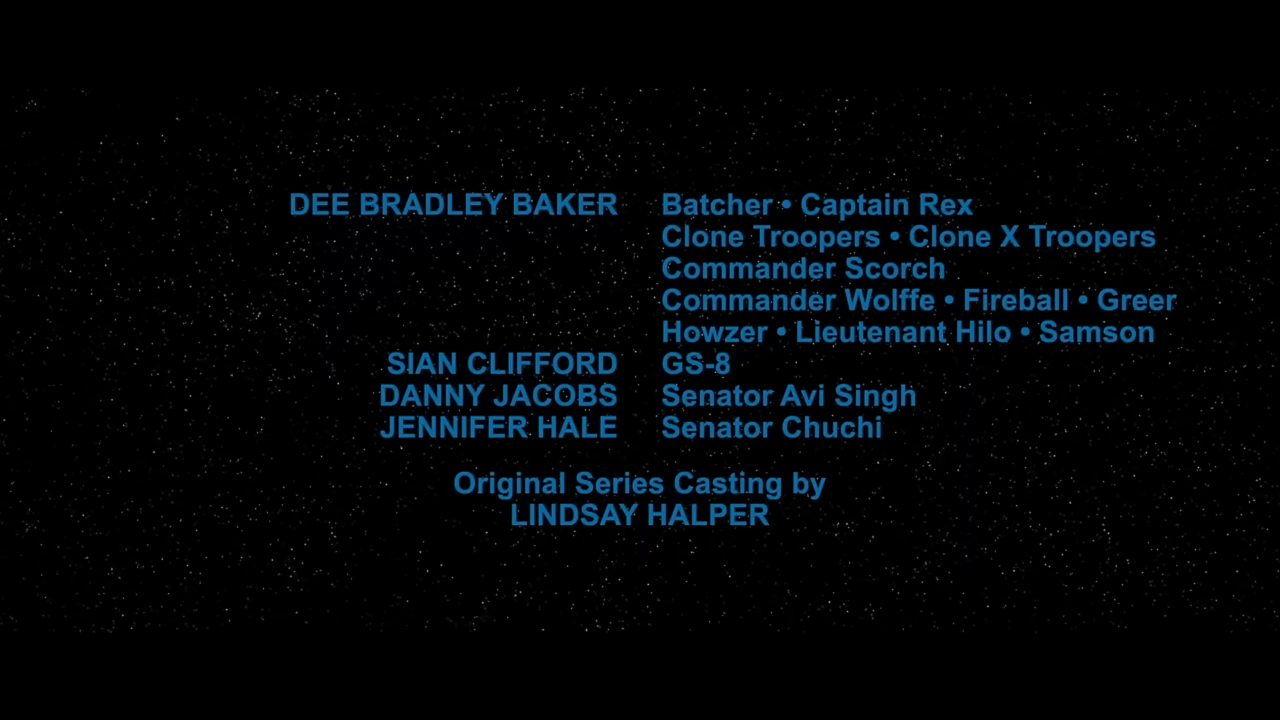 DEE BRADLEY BAKER Batcher • Captain Rex
Clone Troopers • Clone X Troopers
Commander Scorch
Commander Wolffe • Fireball • Greer
Howzer • Lieutenant Hilo • Samson
SIAN CLIFFORD GS-8
DANNY JACOBS Senator Avi Singh
JENNIFER HALE Senator Chuchi
Original Series Casting by
LINDSAY HALPER